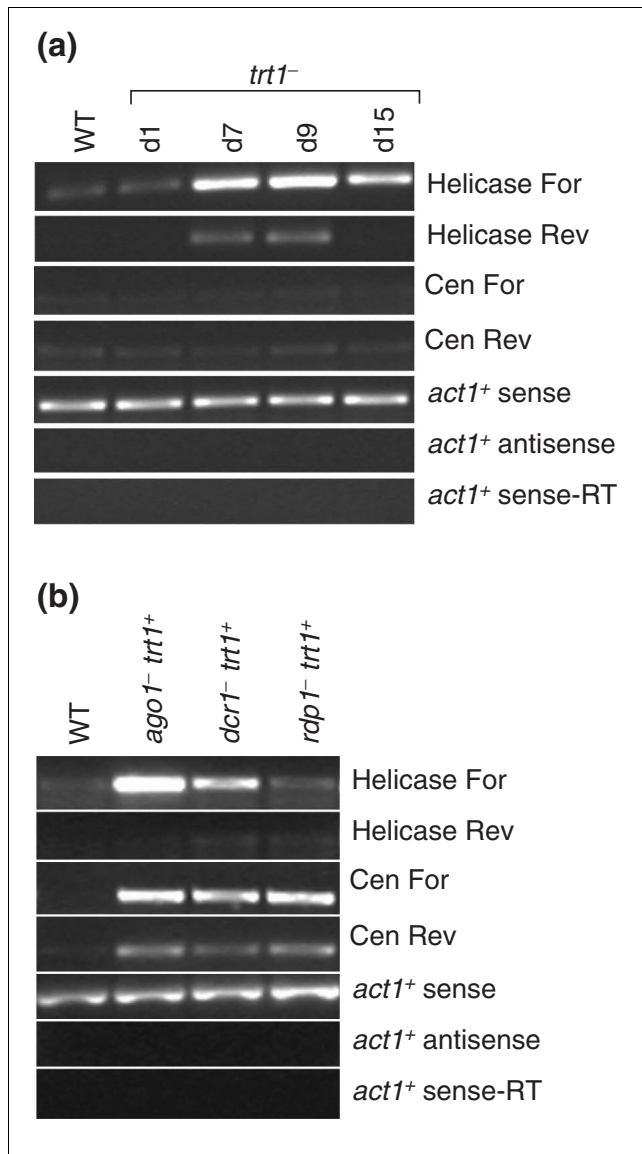 (a)
trt1–
WT
d1
d7
d9
d15
Helicase For
Helicase Rev
Cen For
Cen Rev
act1+ sense
act1+ antisense
act1+ sense-RT
(b)
WT
ago1– trt1+
dcr1– trt1+
rdp1– trt1+
Helicase For
Helicase Rev
Cen For
Cen Rev
act1+ sense
act1+ antisense
act1+ sense-RT